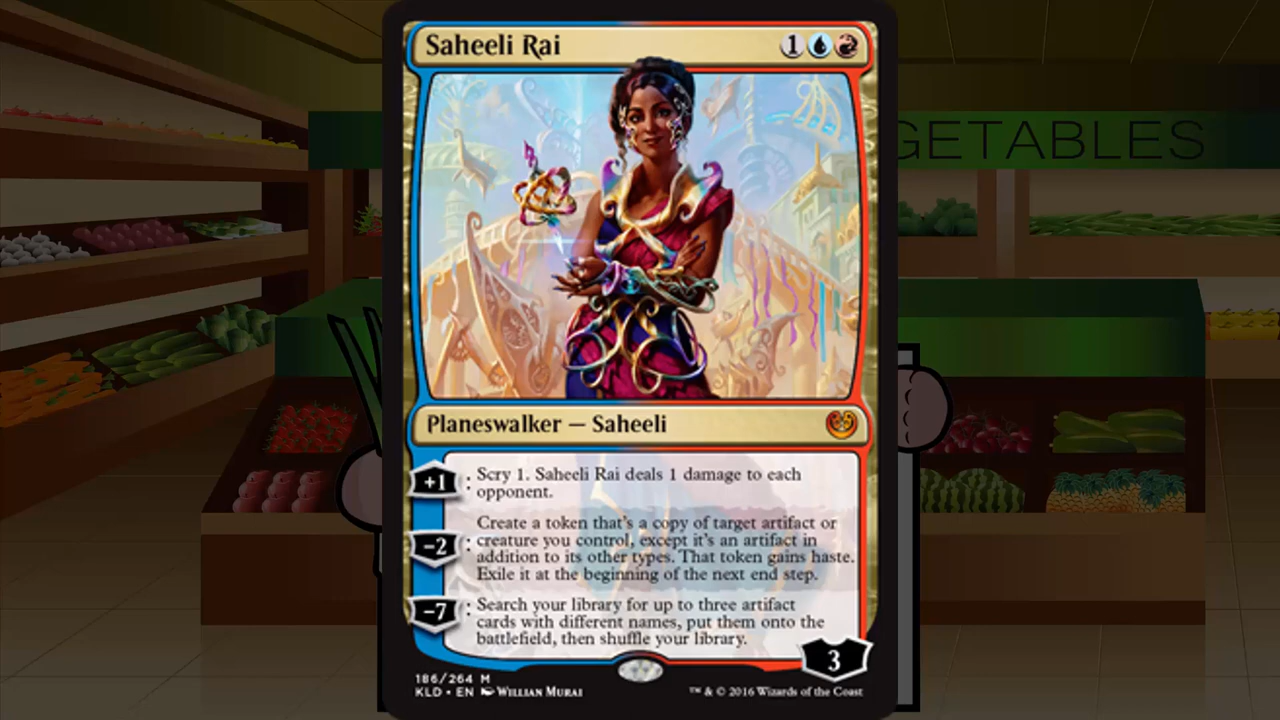 Saheeli Rai
1
GETABLES
Planeswalker — Saheeli
+1 : Scry 1. Saheeli Rai deals 1 damage to each
opponent.
Create a token that's a copy of target artifact or
−2 : creature you control, except it's an artifact in
addition to its other types. That token gains haste.
Exile it at the beginning of the next end step.
−7 : Search your library for up to three artifact
cards with different names, put them onto the
battlefield, then shuffle your library.
3
186/264 M
KLD • EN Willian Murai
™ & © 2016 Wizards of the Coast